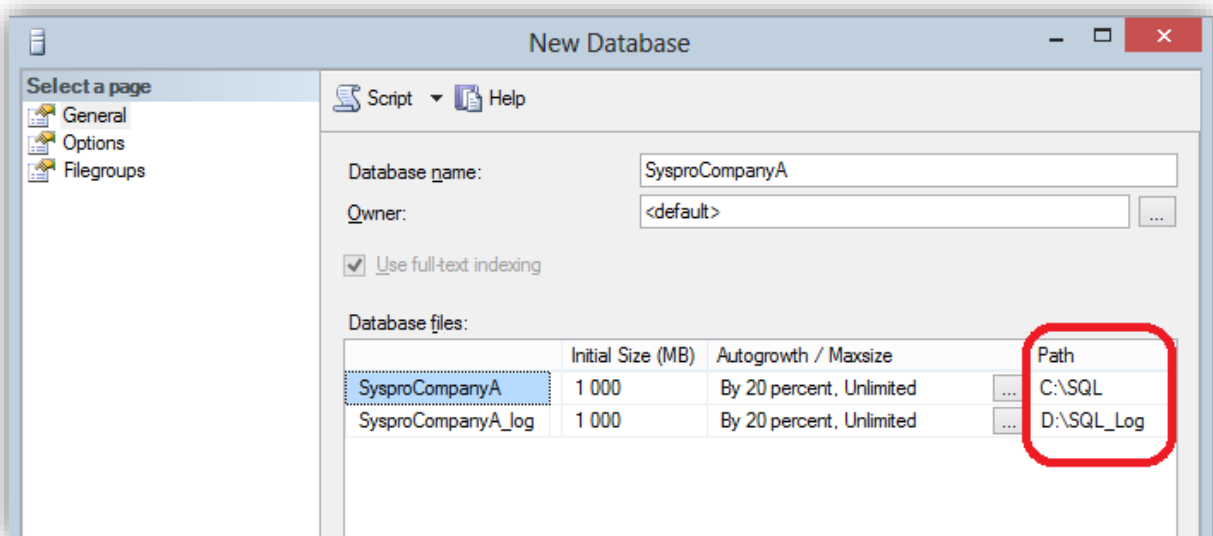 New Database
Select a page
General
Options
Filegroups
Script Help
Database name: SysproCompanyA
Owner: <default> ...
Use full-text indexing
Database files:
Initial Size (MB) Autogrowth / Maxsize Path
SysproCompanyA 1 000 By 20 percent, Unlimited ... C:\SQL
SysproCompanyA_log 1 000 By 20 percent, Unlimited ... D:\SQL_Log